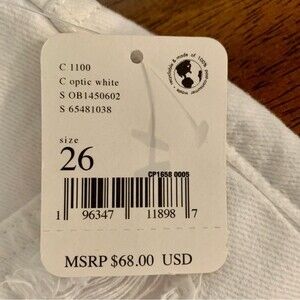 C 1100
C optic white
S OB1450602
S 65481038
size
26
CP1658 0005
1 96347 11898 7
MSRP $68.00 USD